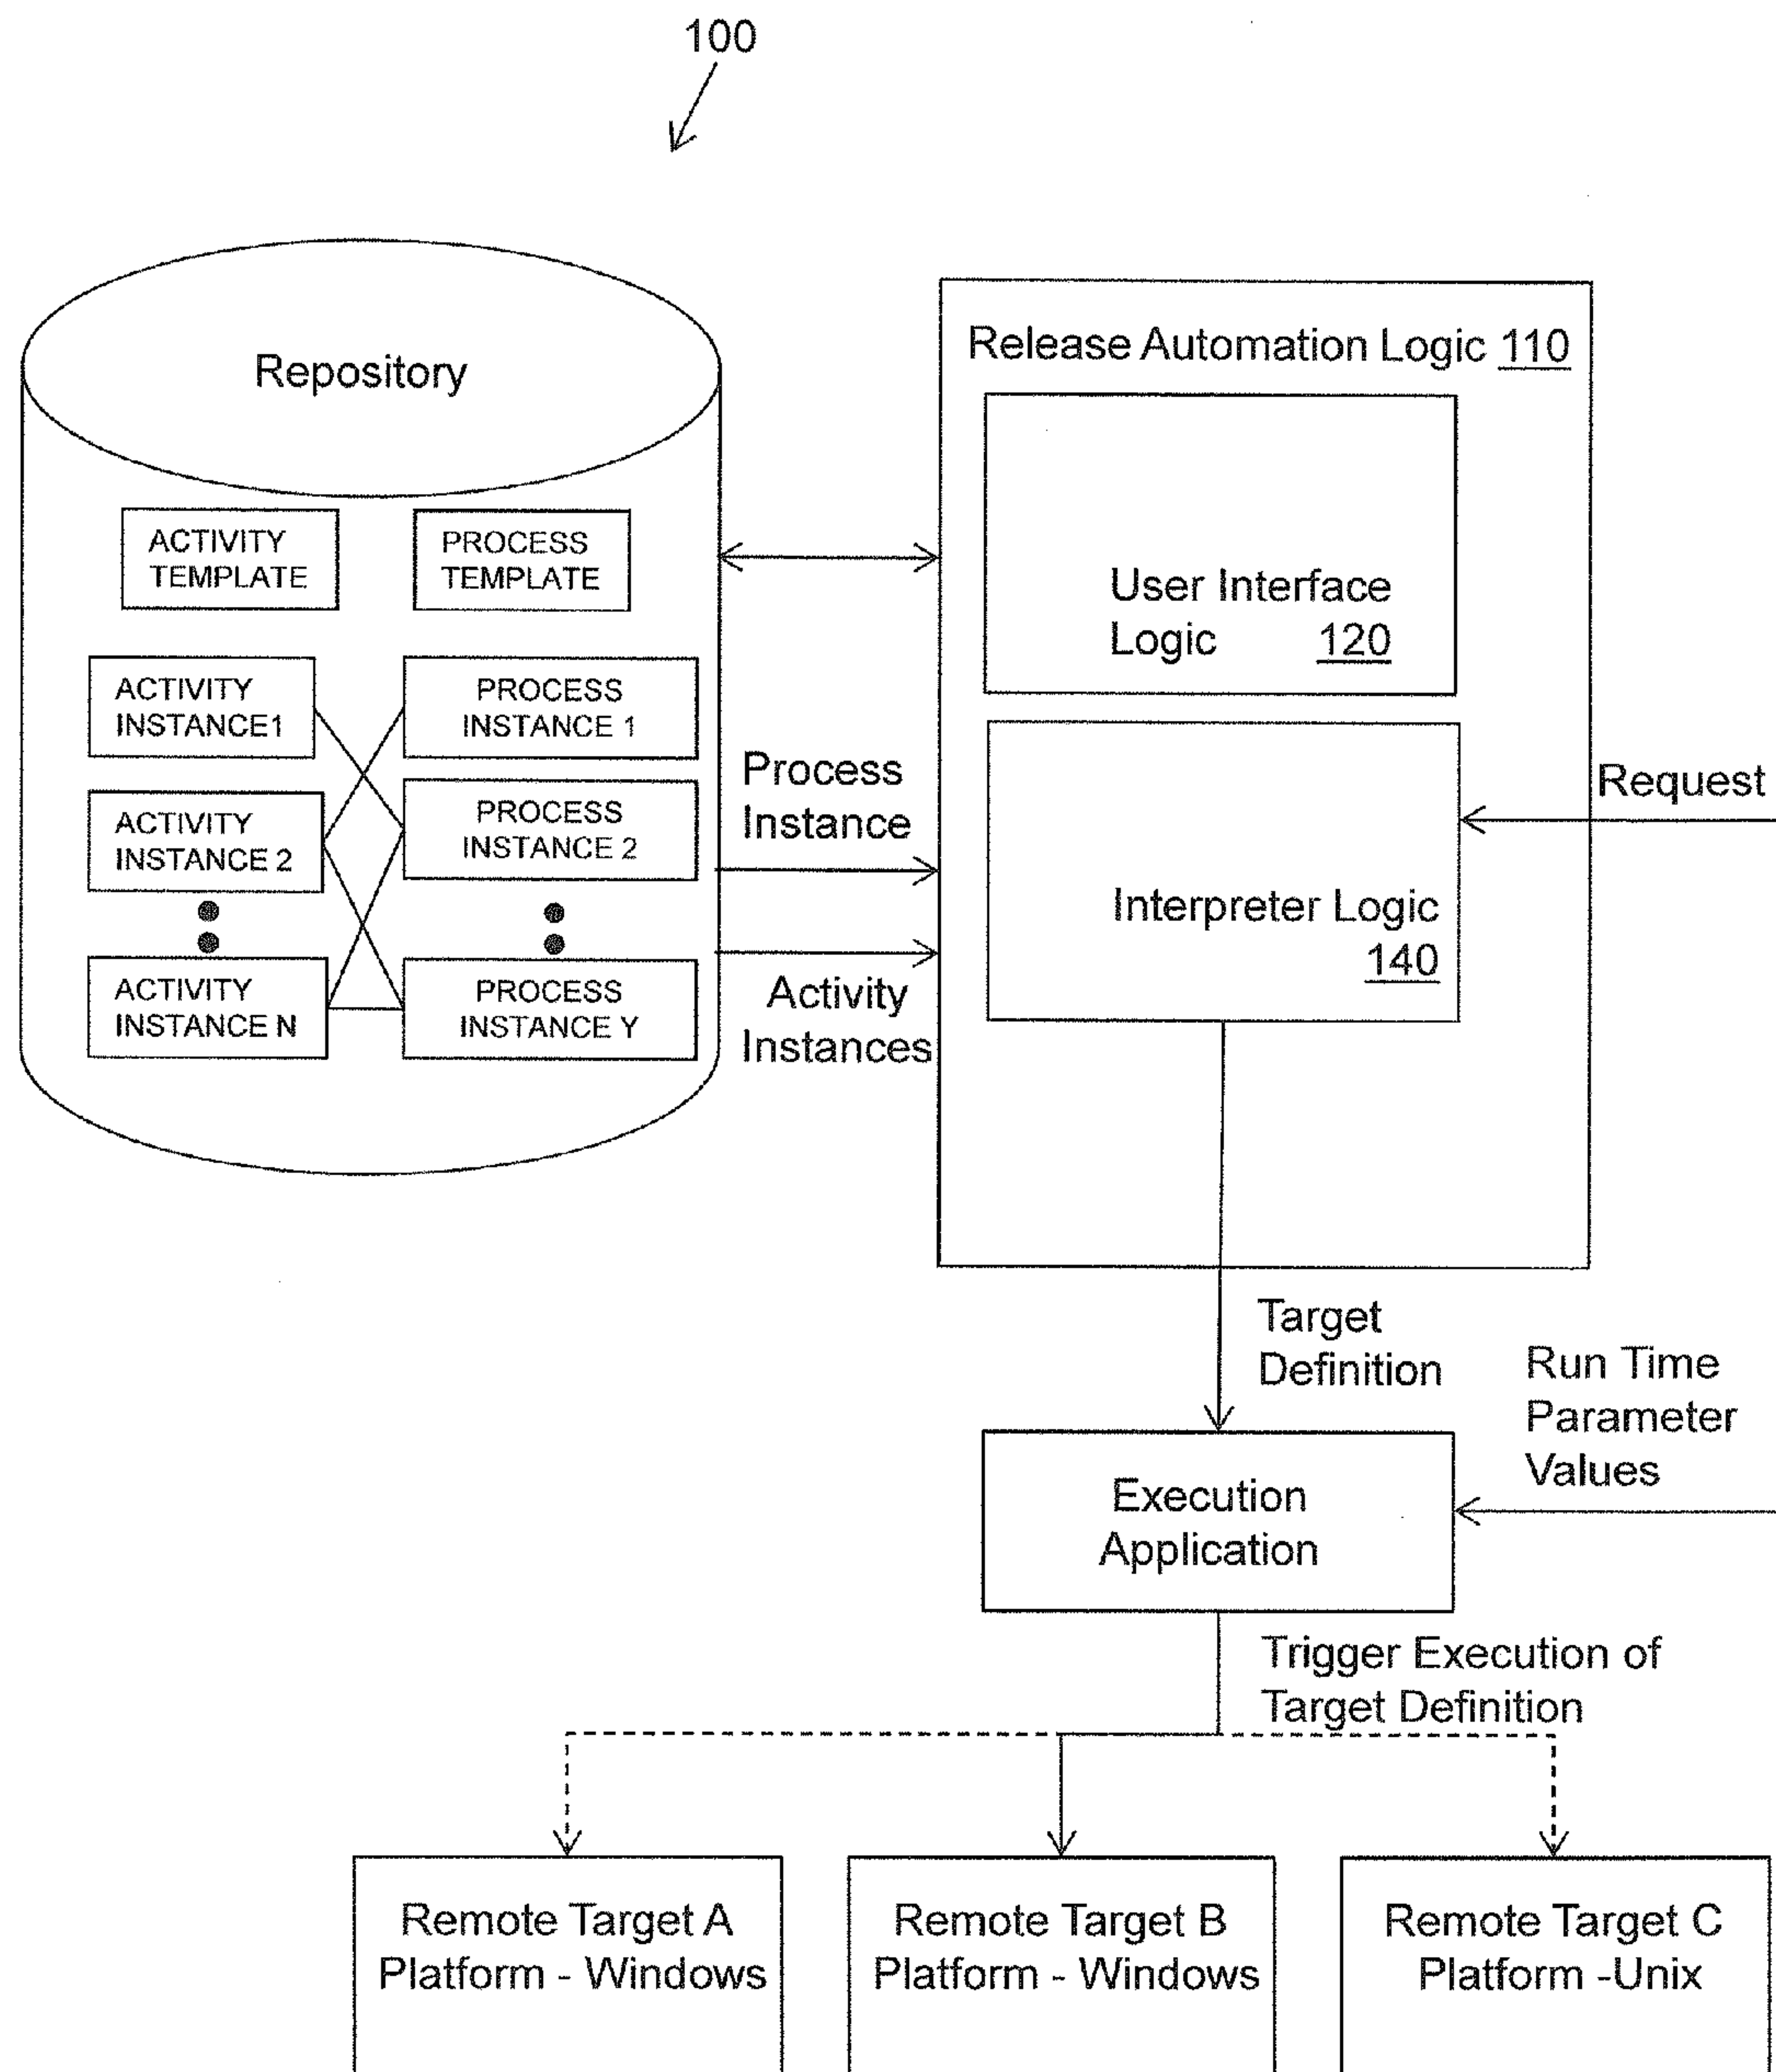 100
Repository
ACTIVITY
TEMPLATE
PROCESS
TEMPLATE
ACTIVITY
INSTANCE1
PROCESS
INSTANCE 1
ACTIVITY
INSTANCE 2
PROCESS
INSTANCE 2
ACTIVITY
INSTANCE N
PROCESS
INSTANCE Y
Process
Instance
Activity
Instances
Release Automation Logic 110
User Interface
Logic 120
Interpreter Logic
140
Request
Target
Definition
Run Time
Parameter
Values
Execution
Application
Trigger Execution of
Target Definition
Remote Target A
Platform - Windows
Remote Target B
Platform - Windows
Remote Target C
Platform -Unix